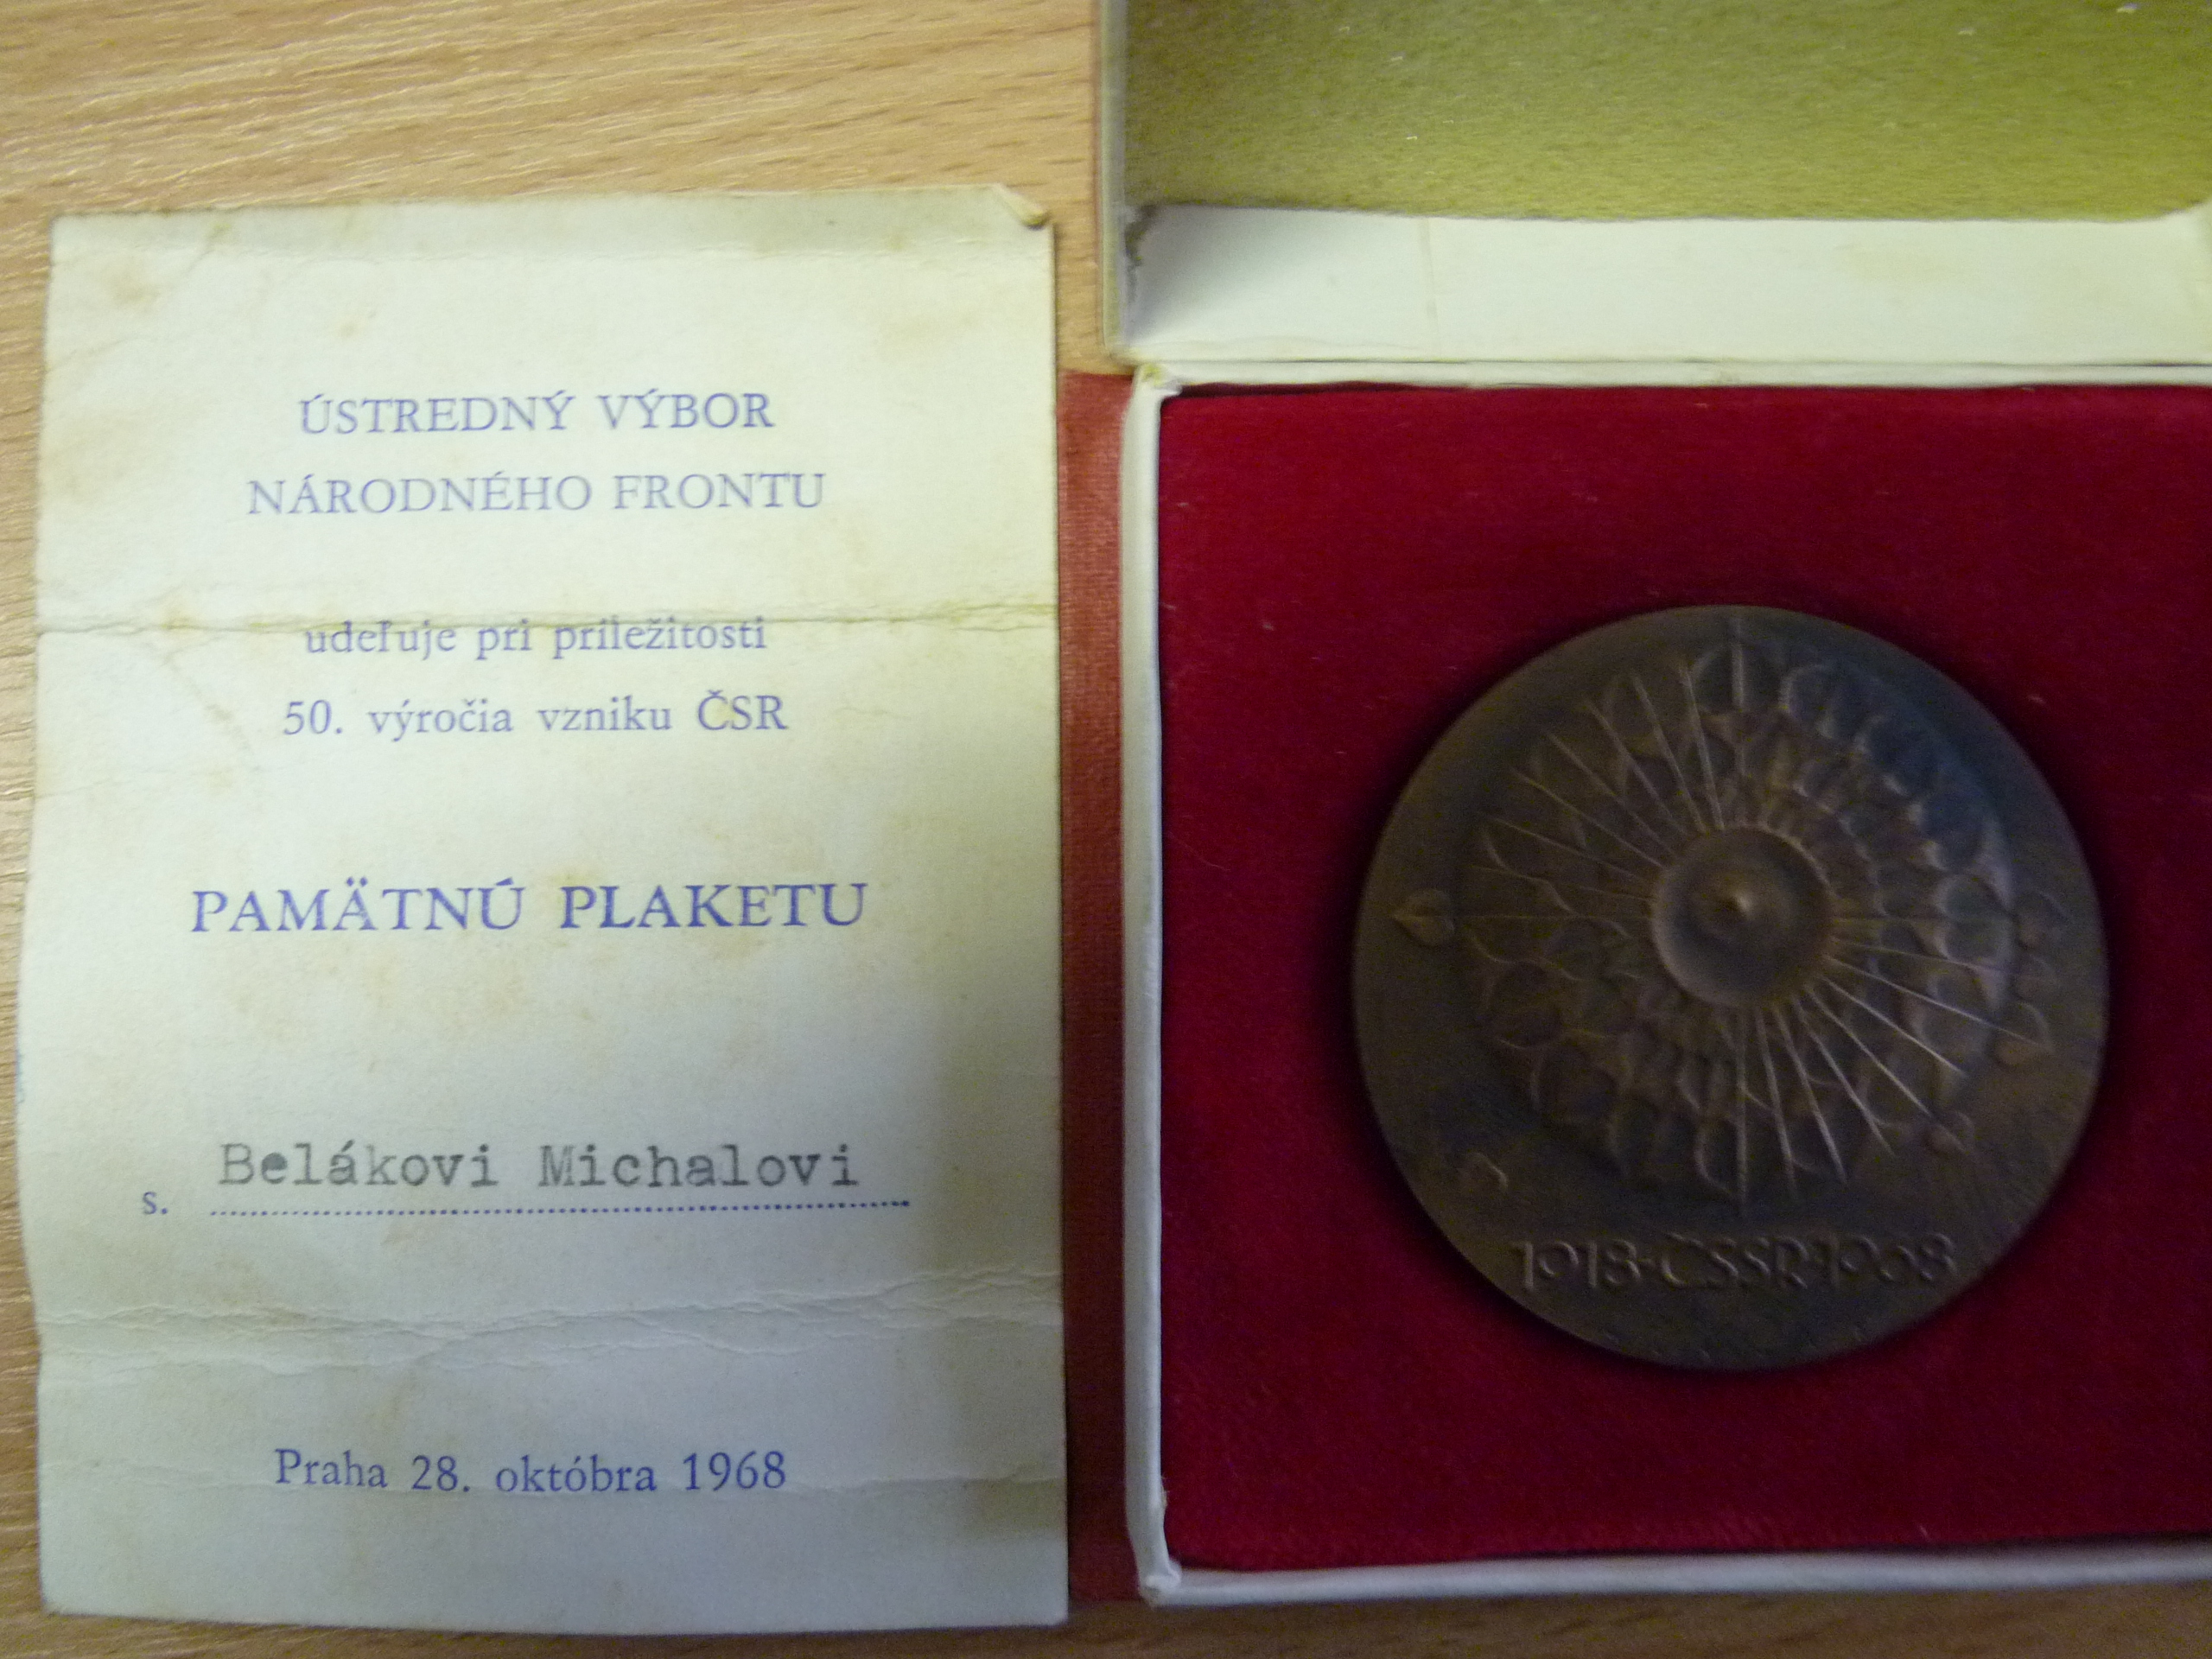 ÚSTREDNÝ VÝBOR
NÁRODNÉHO FRONTU
udeľuje pri príležitosti
50. výročia vzniku ČSR
PAMÄTNÚ PLAKETU
s. Belákovi Michalovi
Praha 28. októbra 1968
1918·ČSSR·1968